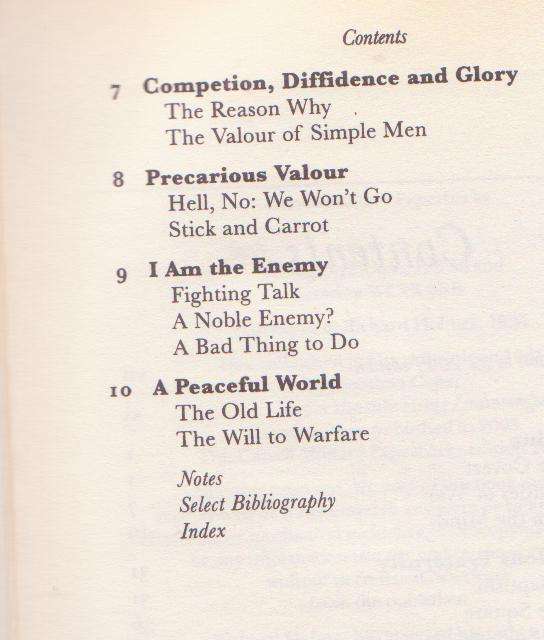 Contents
7 Competion, Diffidence and Glory
The Reason Why
The Valour of Simple Men
8 Precarious Valour
Hell, No: We Won't Go
Stick and Carrot
9 I Am the Enemy
Fighting Talk
A Noble Enemy?
A Bad Thing to Do
10 A Peaceful World
The Old Life
The Will to Warfare
Notes
Select Bibliography
Index